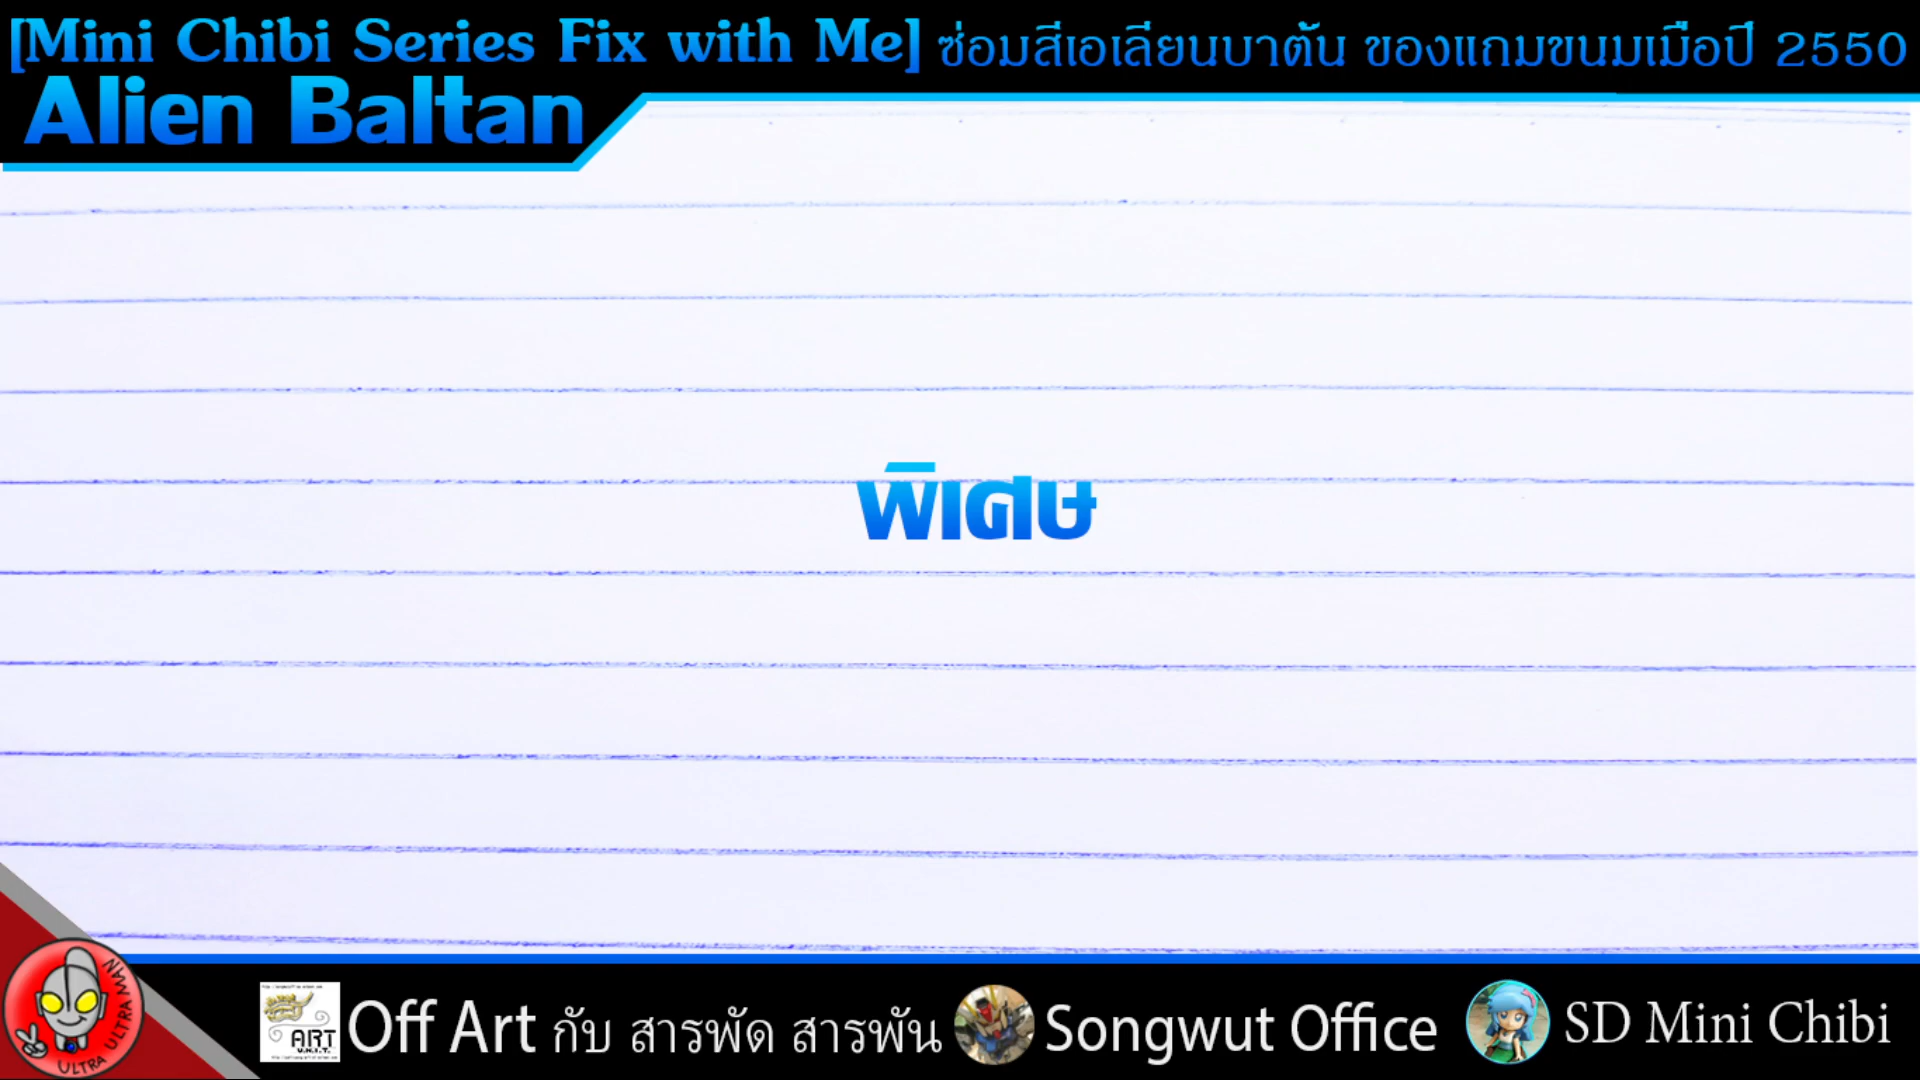 [Mini Chibi Series Fix with Me] ซ่อมสีเอเลียนบาตัน ของแถมขนมเมื่อปี 2550
Alien Baltan
พิเศษ
ULTRA ULTRA MAN
ART
U.N.I.T.
Off Art กับ สารพัด สารพัน
Songwut Office
SD Mini Chibi